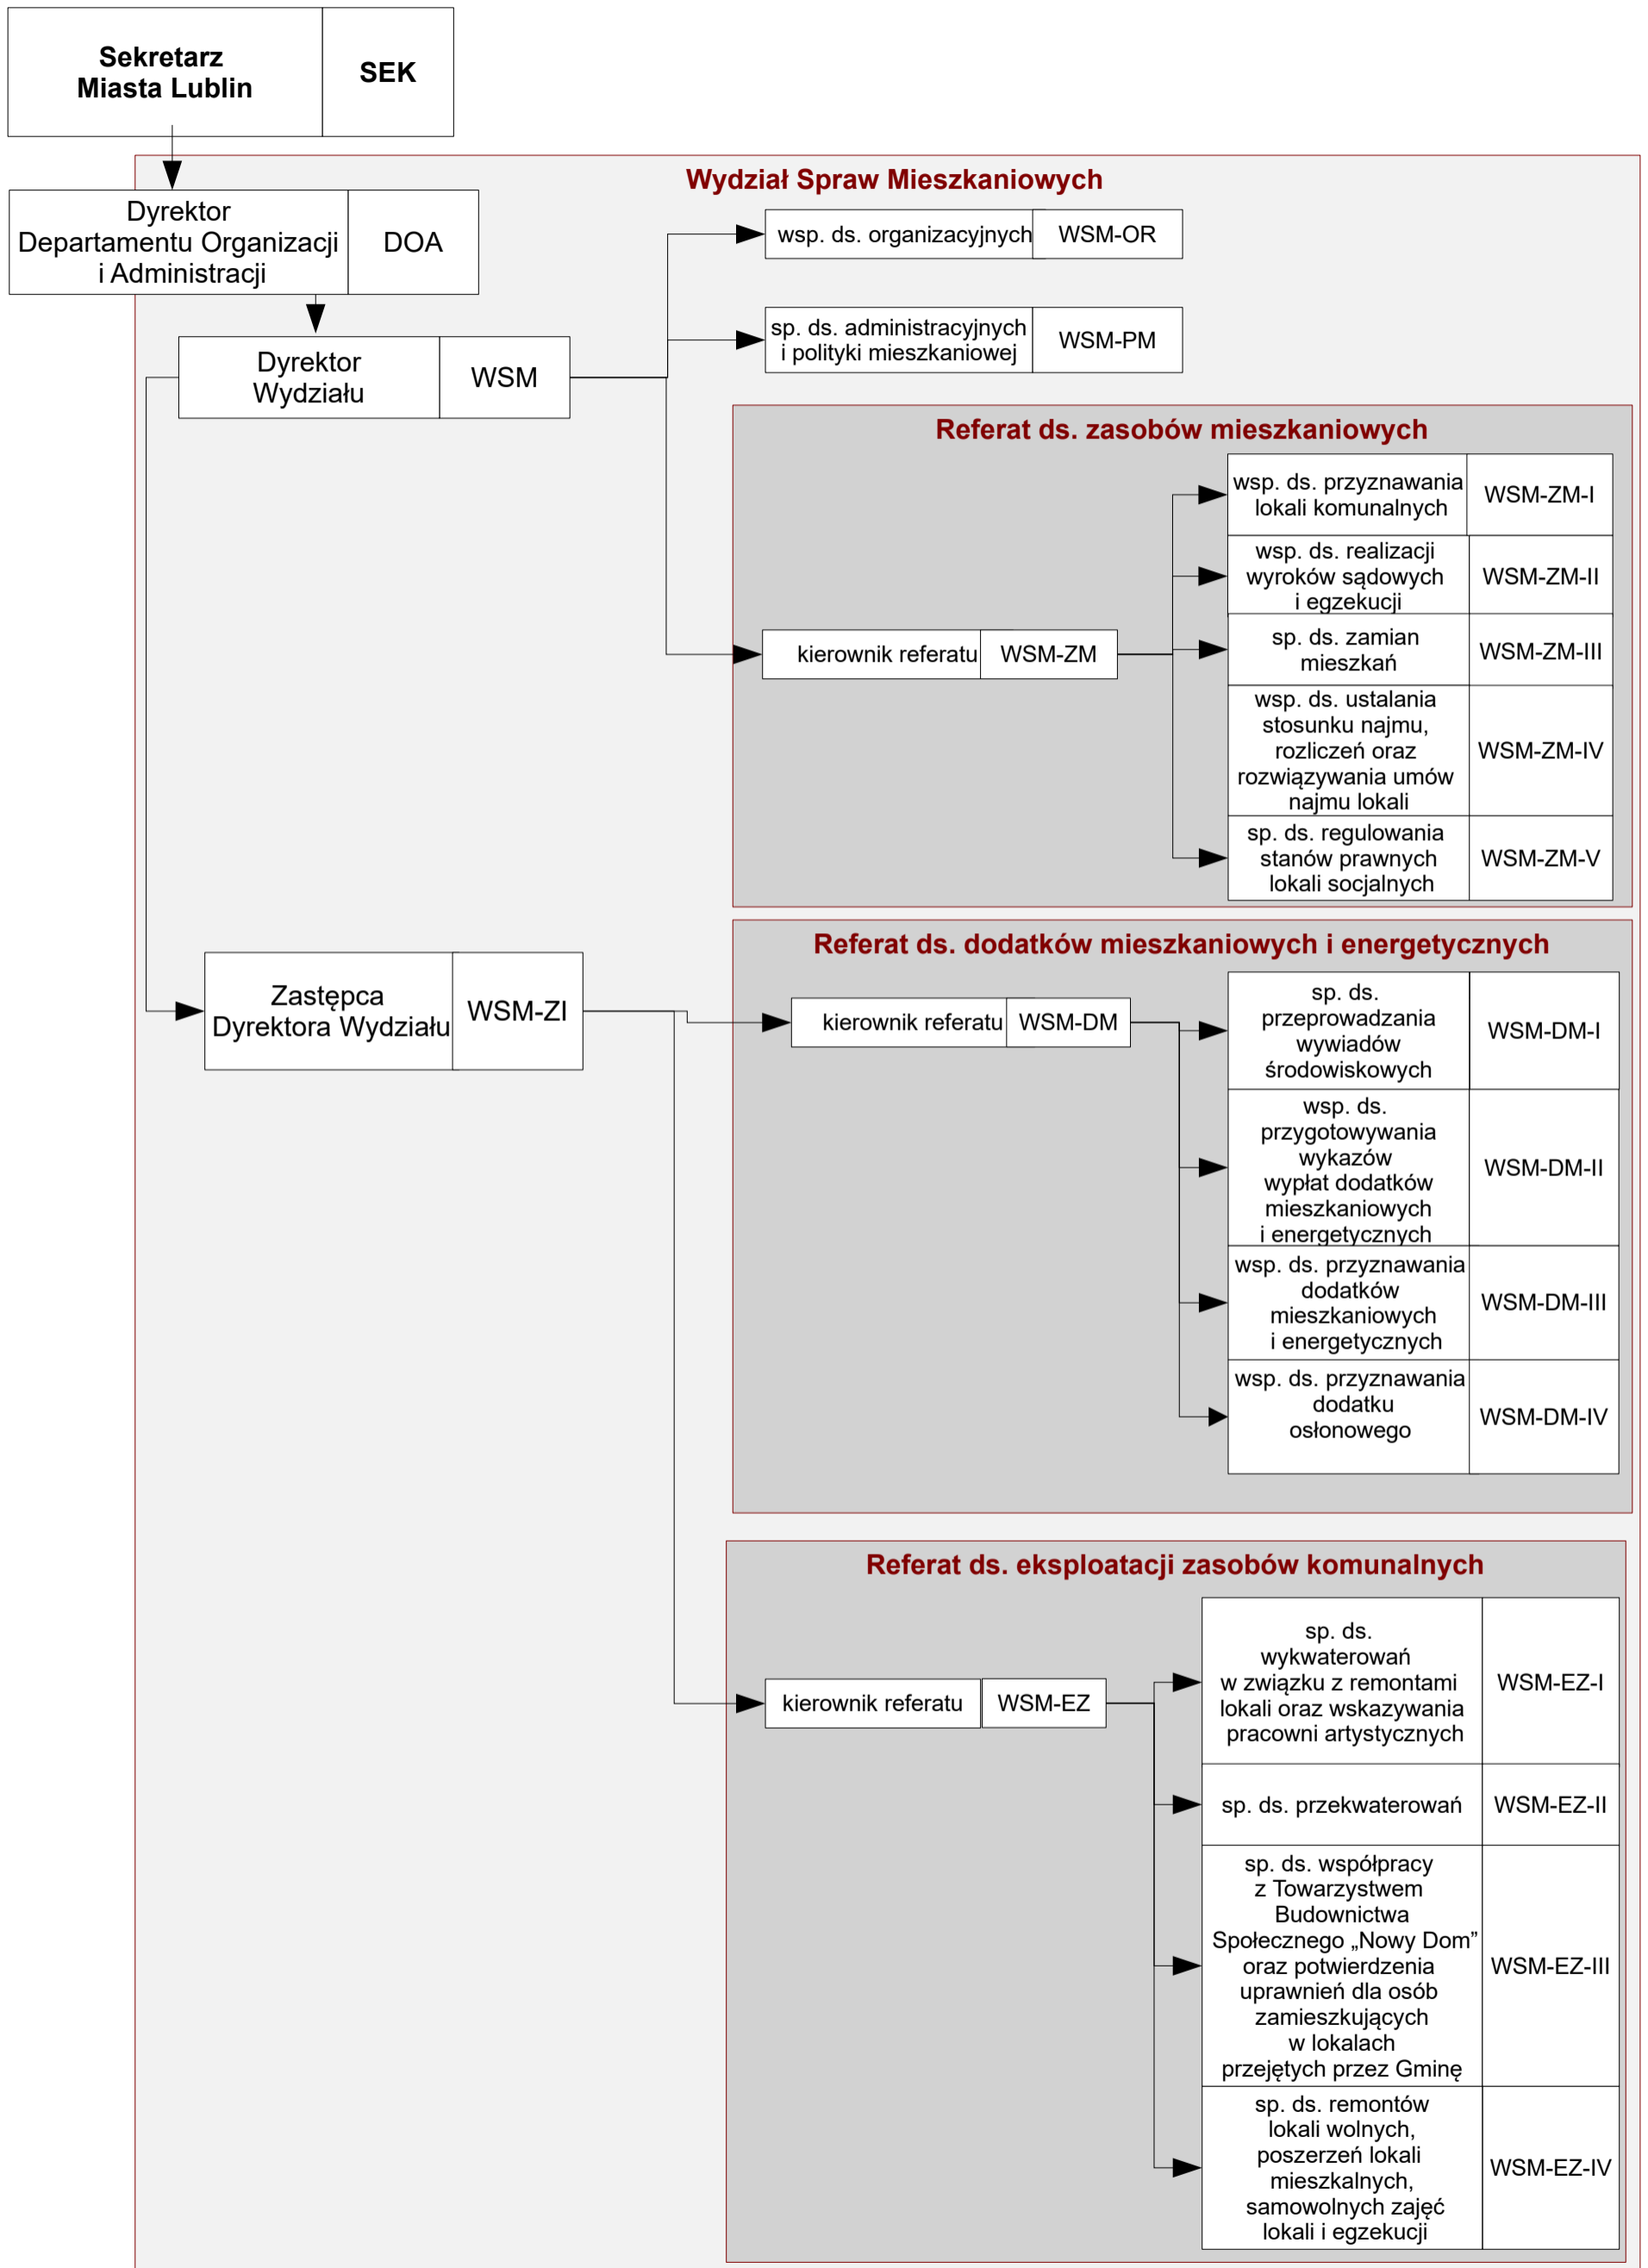 Sekretarz
Miasta Lublin
SEK
Dyrektor
Departamentu Organizacji
i Administracji
DOA
Wydział Spraw Mieszkaniowych
wsp. ds. organizacyjnych
WSM-OR
sp. ds. administracyjnych
i polityki mieszkaniowej
WSM-PM
Dyrektor
Wydziału
WSM
Referat ds. zasobów mieszkaniowych
kierownik referatu
WSM-ZM
wsp. ds. przyznawania
lokali komunalnych
WSM-ZM-I
wsp. ds. realizacji
wyroków sądowych
i egzekucji
WSM-ZM-II
sp. ds. zamian
mieszkań
WSM-ZM-III
wsp. ds. ustalania
stosunku najmu,
rozliczeń oraz
rozwiązywania umów
najmu lokali
WSM-ZM-IV
sp. ds. regulowania
stanów prawnych
lokali socjalnych
WSM-ZM-V
Zastępca
Dyrektora Wydziału
WSM-ZI
Referat ds. dodatków mieszkaniowych i energetycznych
kierownik referatu
WSM-DM
sp. ds.
przeprowadzania
wywiadów
środowiskowych
WSM-DM-I
wsp. ds.
przygotowywania
wykazów
wypłat dodatków
mieszkaniowych
i energetycznych
WSM-DM-II
wsp. ds. przyznawania
dodatków
mieszkaniowych
i energetycznych
WSM-DM-III
wsp. ds. przyznawania
dodatku
osłonowego
WSM-DM-IV
Referat ds. eksploatacji zasobów komunalnych
kierownik referatu
WSM-EZ
sp. ds.
wykwaterowań
w związku z remontami
lokali oraz wskazywania
pracowni artystycznych
WSM-EZ-I
sp. ds. przekwaterowań
WSM-EZ-II
sp. ds. współpracy
z Towarzystwem
Budownictwa
Społecznego „Nowy Dom”
oraz potwierdzenia
uprawnień dla osób
zamieszkujących
w lokalach
przejętych przez Gminę
WSM-EZ-III
sp. ds. remontów
lokali wolnych,
poszerzeń lokali
mieszkalnych,
samowolnych zajęć
lokali i egzekucji
WSM-EZ-IV